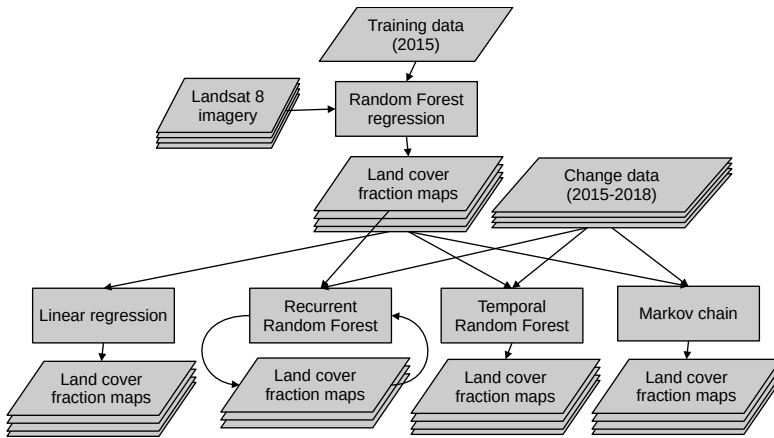 Training data
(2015)
Landsat 8
imagery
Random Forest
regression
Land cover
fraction maps
Change data
(2015-2018)
Linear regression
Recurrent
Random Forest
Temporal
Random Forest
Markov chain
Land cover
fraction maps
Land cover
fraction maps
Land cover
fraction maps
Land cover
fraction maps